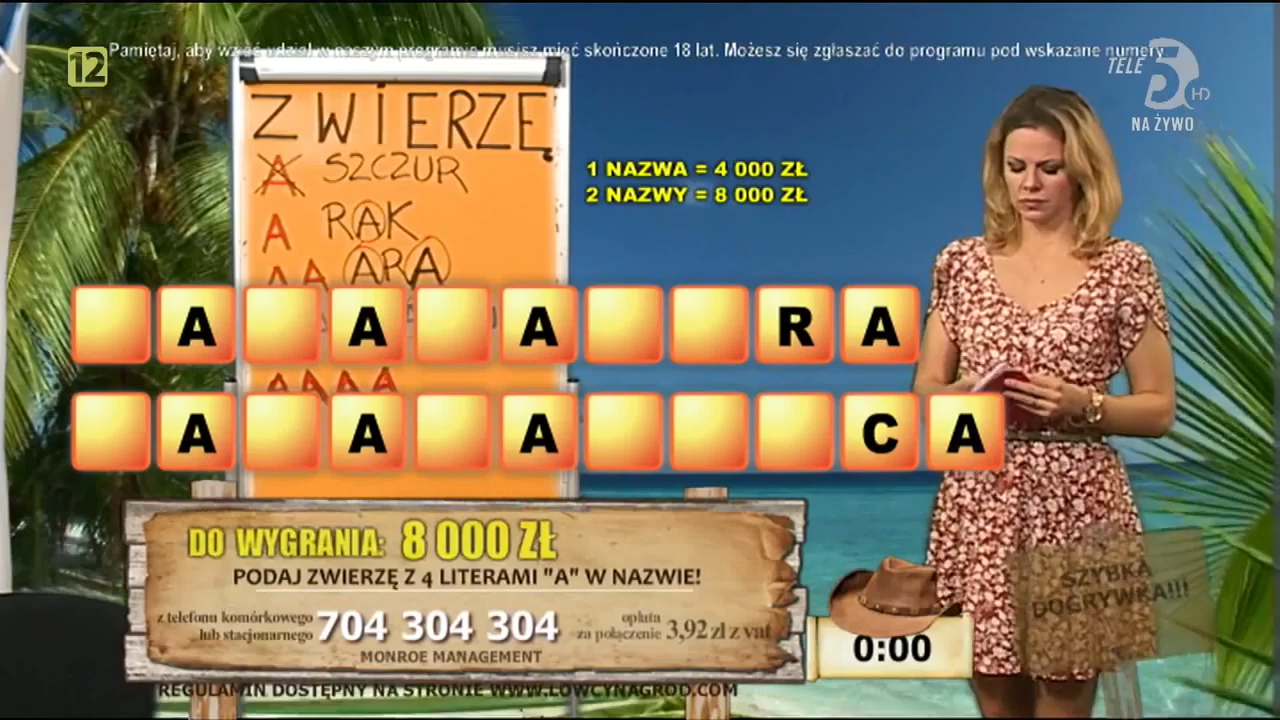 Pamiętaj, aby wziąć udział w naszym programie musisz mieć skończone 18 lat. Możesz się zgłaszać do programu pod wskazane numery
12
TELE 5 HD
NA ŻYWO
ZWIERZĘ
A SZCZUR
A RAK
AA ARA
1 NAZWA = 4 000 ZŁ
2 NAZWY = 8 000 ZŁ
A A A R A
AAAA
A A A C A
DO WYGRANIA: 8 000 ZŁ
PODAJ ZWIERZĘ Z 4 LITERAMI "A" W NAZWIE!
z telefonu komórkowego
lub stacjonarnego
704 304 304
opłata
za połączenie 3,92 zł z vat
MONROE MANAGEMENT
0:00
SZYBKA
DOGRYWKA!!!
REGULAMIN DOSTĘPNY NA STRONIE WWW.LOWCYNAGROD.COM